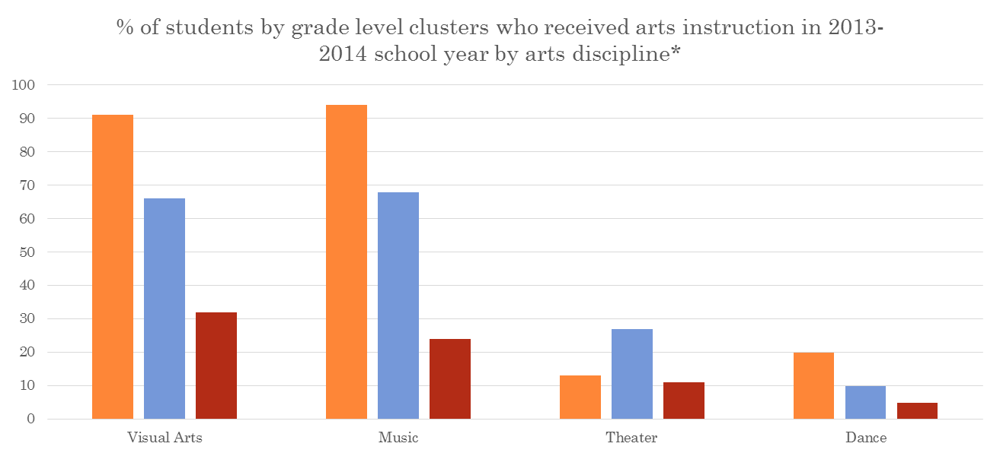 % of students by grade level clusters who received arts instruction in 2013-
2014 school year by arts discipline*
100
90
80
70
60
50
40
30
20
10
0
Visual Arts
Music
Theater
Dance